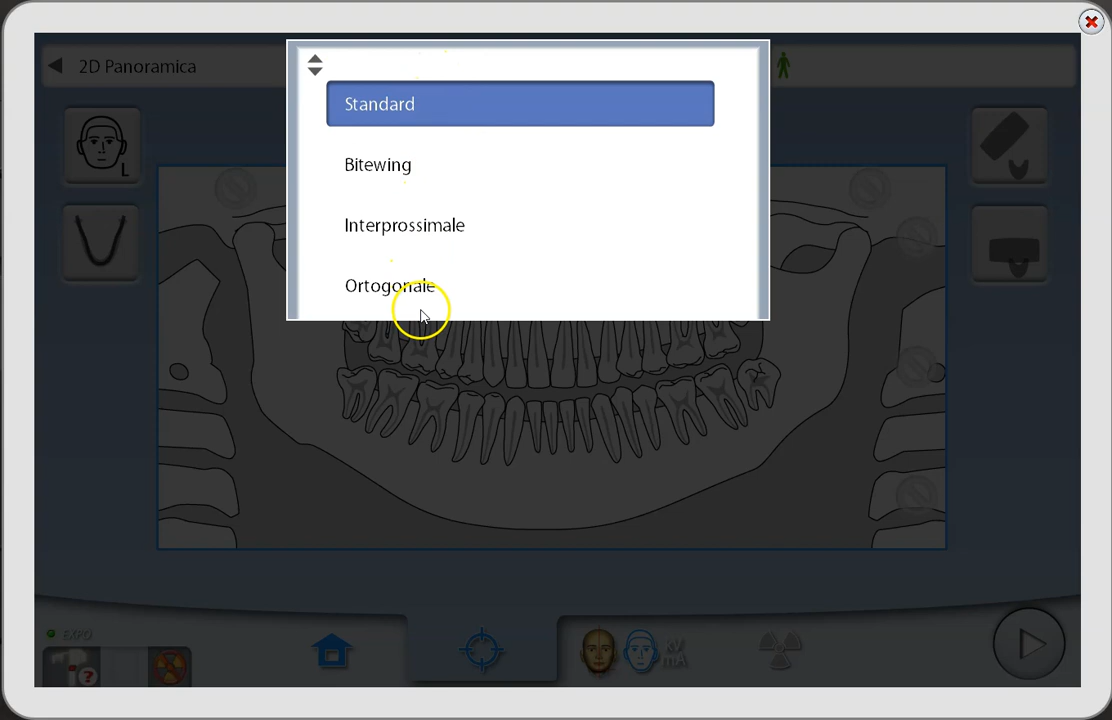 2D Panoramica
Standard
Bitewing
Interprossimale
Ortogonale
L
EXPO
?
kV
mA